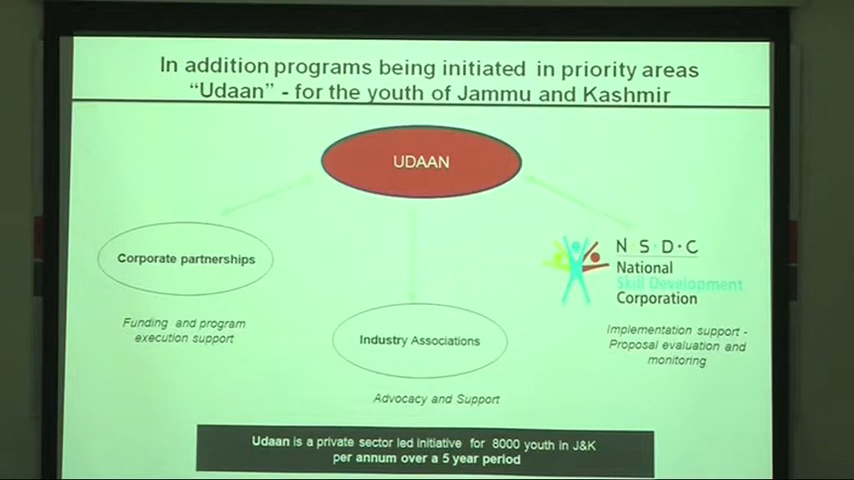 In addition programs being initiated in priority areas
“Udaan” - for the youth of Jammu and Kashmir
UDAAN
Corporate partnerships
Funding and program
execution support
Industry Associations
Advocacy and Support
N·S·D·C
National
Skill Development
Corporation
Implementation support -
Proposal evaluation and
monitoring
Udaan is a private sector led initiative for 8000 youth in J&K
per annum over a 5 year period